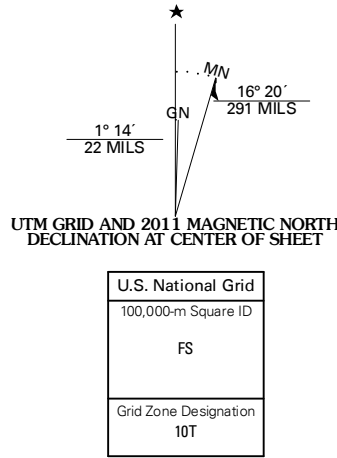 MN
16° 20´
291 MILS
GN
1° 14´
22 MILS
UTM GRID AND 2011 MAGNETIC NORTH
DECLINATION AT CENTER OF SHEET
U.S. National Grid
100,000-m Square ID
FS
Grid Zone Designation
10T